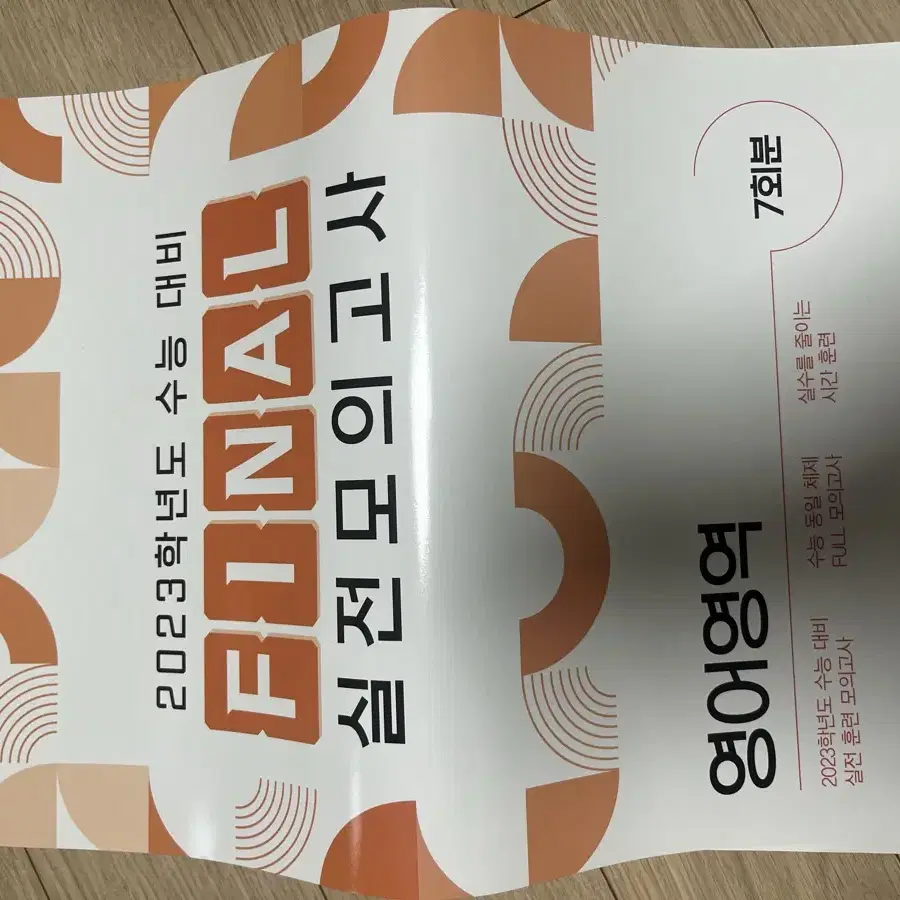 2023학년도 수능 대비
FINAL
실전모의고사
영어영역
7회분
2023학년도 수능 대비
실전 훈련 모의고사
수능 동일 체제
FULL 모의고사
실수를 줄이는
시간 훈련